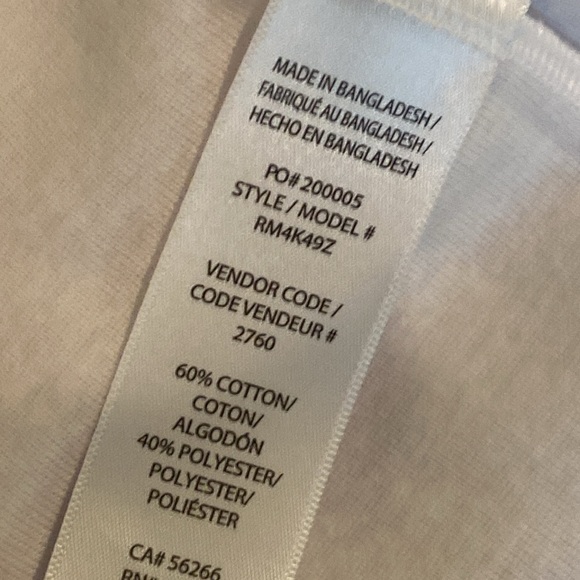 MADE IN BANGLADESH /
FABRIQUÉ AU BANGLADESH /
HECHO EN BANGLADESH
PO# 200005
STYLE / MODEL #
RM4K49Z
VENDOR CODE /
CODE VENDEUR #
2760
60% COTTON/
COTON/
ALGODÓN
40% POLYESTER/
POLYESTER/
POLIÉSTER
CA# 56266